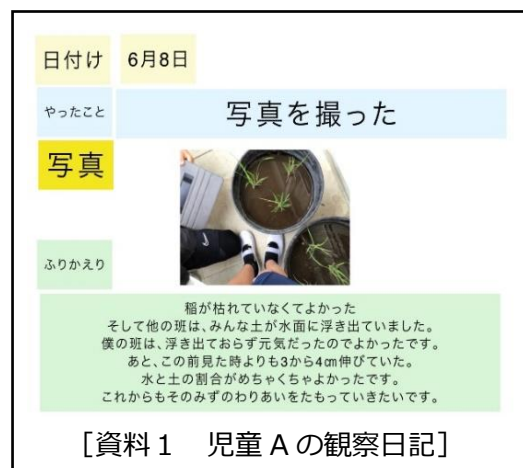 日付け 6月8日
やったこと 写真を撮った
写真
ふりかえり
稲が枯れていなくてよかった
そして他の班は、みんな土が水面に浮き出ていました。
僕の班は、浮き出ておらず元気だったのでよかったです。
あと、この前見た時よりも3から4㎝伸びていた。
水と土の割合がめちゃくちゃよかったです。
これからもそのみずのわりあいをたもっていきたいです。
[資料1 児童Aの観察日記]